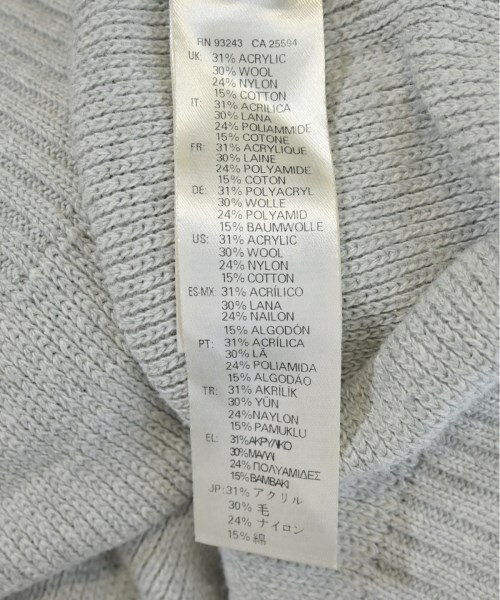 RN 93243 CA 25594
UK: 31% ACRYLIC
30% WOOL
24% NYLON
15% COTTON
IT: 31% ACRILICA
30% LANA
24% POLIAMMIDE
15% COTONE
FR: 31% ACRYLIQUE
30% LAINE
24% POLYAMIDE
15% COTON
DE: 31% POLYACRYL
30% WOLLE
24% POLYAMID
15% BAUMWOLLE
US: 31% ACRYLIC
30% WOOL
24% NYLON
15% COTTON
ES-MX: 31% ACRÍLICO
30% LANA
24% NAILON
15% ALGODÓN
PT: 31% ACRÍLICA
30% LÃ
24% POLIAMIDA
15% ALGODÃO
TR: 31% AKRİLİK
30% YÜN
24% NAYLON
15% PAMUKLU
EL: 31% ΑΚΡΥΛΙΚΟ
30% ΜΑΛΛΙ
24% ΠΟΛΥΑΜΙΔΕΣ
15% ΒΑΜΒΑΚΙ
JP: 31% アクリル
30% 毛
24% ナイロン
15% 綿